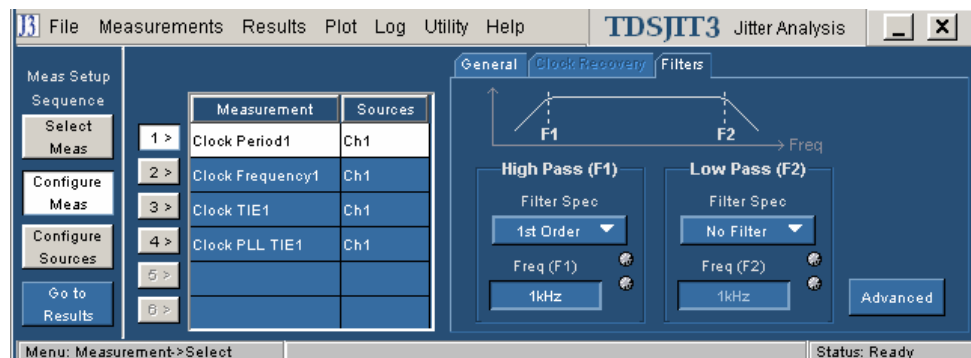 J3 File Measurements Results Plot Log Utility Help TDSJIT3 Jitter Analysis
Meas Setup
Sequence
Select
Meas
Configure
Meas
Configure
Sources
Go to
Results
Measurement Sources
1 > Clock Period1 Ch1
2 > Clock Frequency1 Ch1
3 > Clock TIE1 Ch1
4 > Clock PLL TIE1 Ch1
5 >
6 >
General Clock Recovery Filters
F1 F2 Freq
High Pass (F1) Low Pass (F2)
Filter Spec Filter Spec
1st Order No Filter
Freq (F1) Freq (F2)
1kHz 1kHz
Advanced
Menu: Measurement->Select Status: Ready